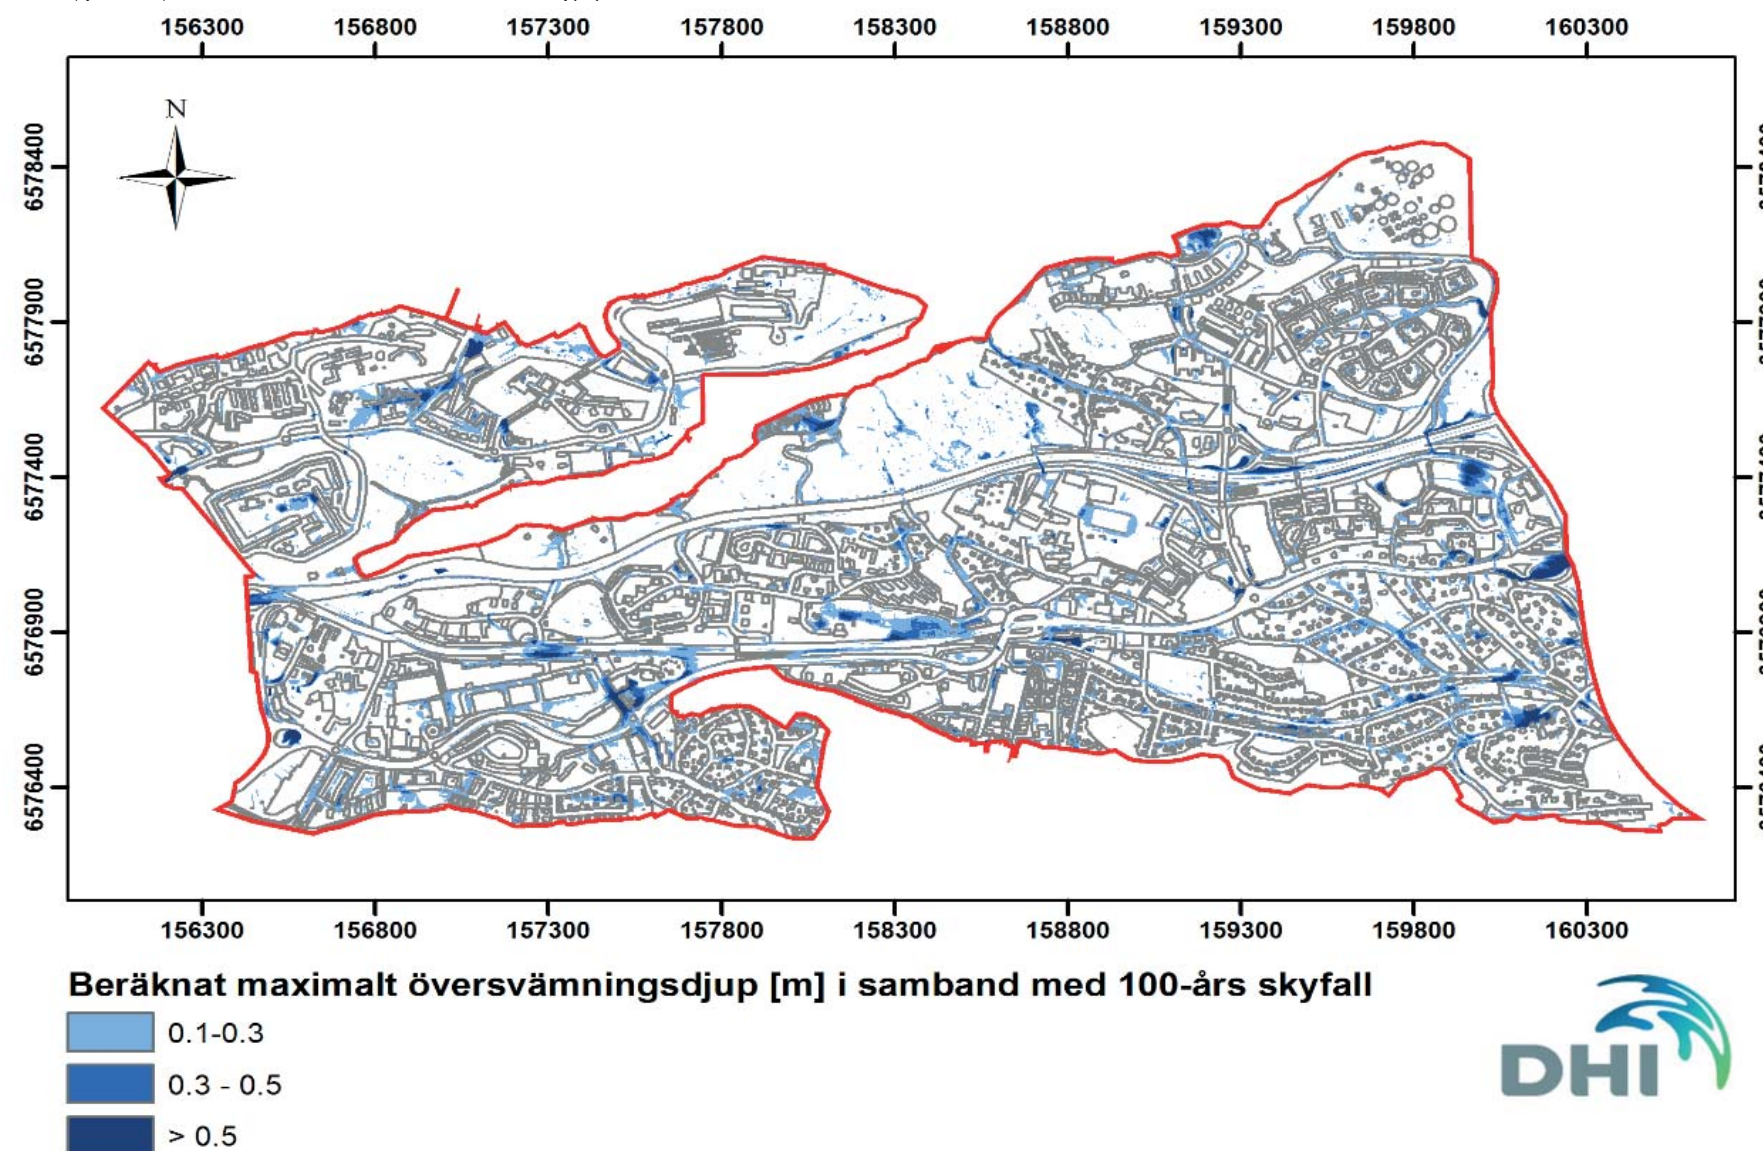 156300 156800 157300 157800 158300 158800 159300 159800 160300
N
6578400
6577900
6577400
6576900
6576400
156300 156800 157300 157800 158300 158800 159300 159800 160300
Beräknat maximalt översvämningsdjup [m] i samband med 100-års skyfall
0.1-0.3
0.3 - 0.5
> 0.5
DHI